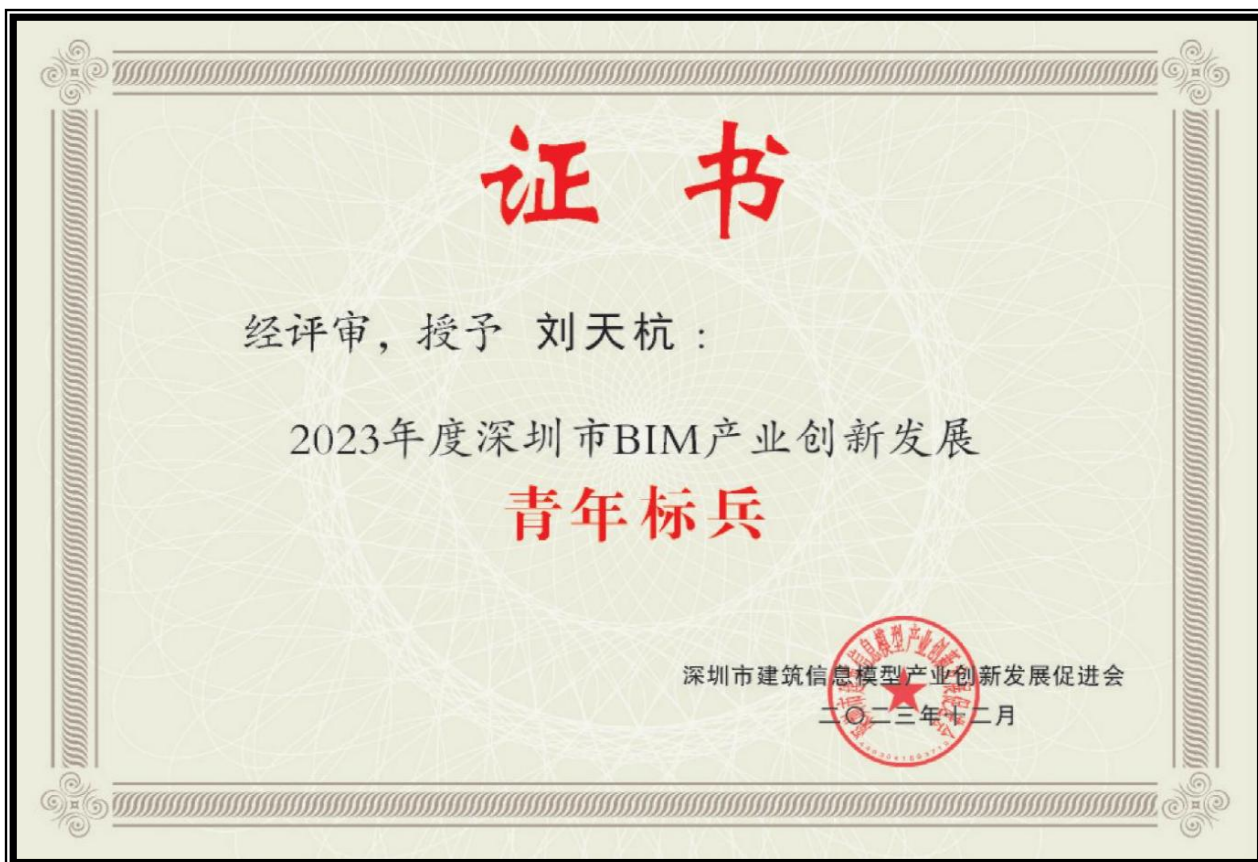 证书
经评审，授予 刘天杭：
2023年度深圳市BIM产业创新发展
青年标兵
深圳市建筑信息模型产业创新发展促进会
二〇二三年十二月